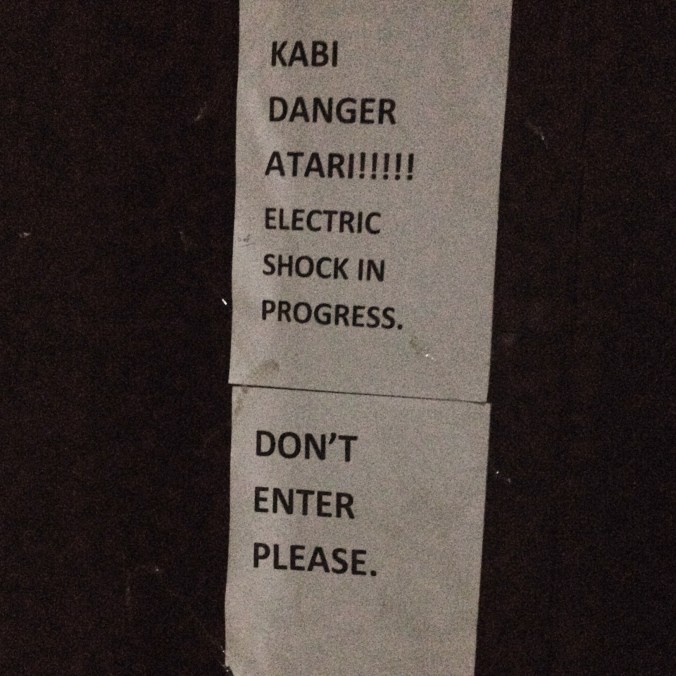 KABI
DANGER
ATARI!!!!!
ELECTRIC
SHOCK IN
PROGRESS.
DON'T
ENTER
PLEASE.